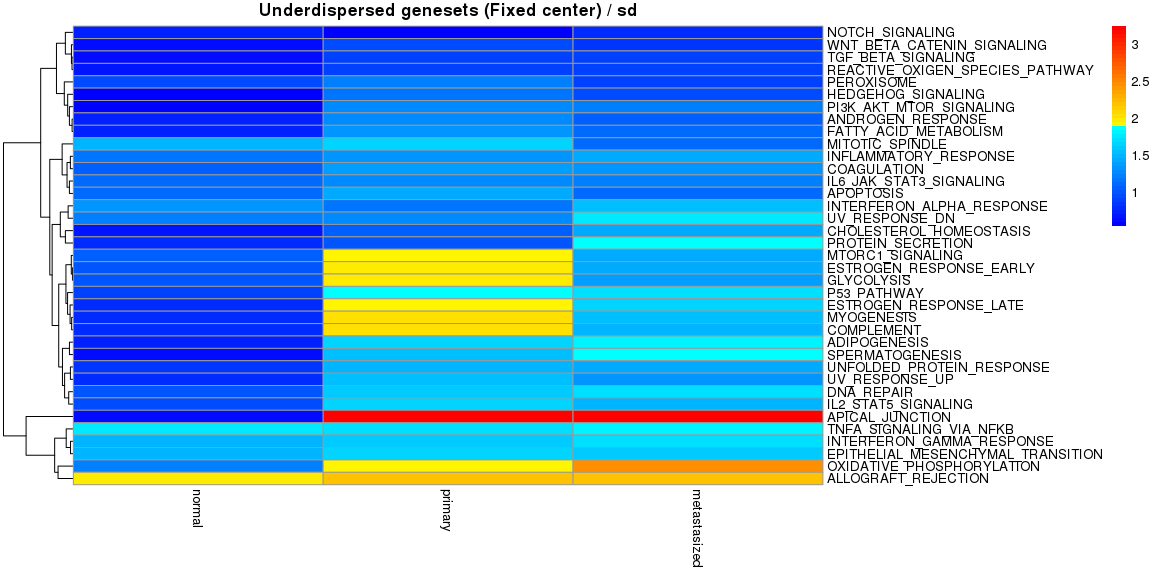 Underdispersed genesets (Fixed center) / sd
NOTCH_SIGNALING
WNT_BETA_CATENIN_SIGNALING
TGF_BETA_SIGNALING
REACTIVE_OXIGEN_SPECIES_PATHWAY
PEROXISOME
HEDGEHOG_SIGNALING
PI3K_AKT_MTOR_SIGNALING
ANDROGEN_RESPONSE
FATTY_ACID_METABOLISM
MITOTIC_SPINDLE
INFLAMMATORY_RESPONSE
COAGULATION
IL6_JAK_STAT3_SIGNALING
APOPTOSIS
INTERFERON_ALPHA_RESPONSE
UV_RESPONSE_DN
CHOLESTEROL_HOMEOSTASIS
PROTEIN_SECRETION
MTORC1_SIGNALING
ESTROGEN_RESPONSE_EARLY
GLYCOLYSIS
P53_PATHWAY
ESTROGEN_RESPONSE_LATE
MYOGENESIS
COMPLEMENT
ADIPOGENESIS
SPERMATOGENESIS
UNFOLDED_PROTEIN_RESPONSE
UV_RESPONSE_UP
DNA_REPAIR
IL2_STAT5_SIGNALING
APICAL_JUNCTION
TNFA_SIGNALING_VIA_NFKB
INTERFERON_GAMMA_RESPONSE
EPITHELIAL_MESENCHYMAL_TRANSITION
OXIDATIVE_PHOSPHORYLATION
ALLOGRAFT_REJECTION
normal
primary
metastasized
3
2.5
2
1.5
1